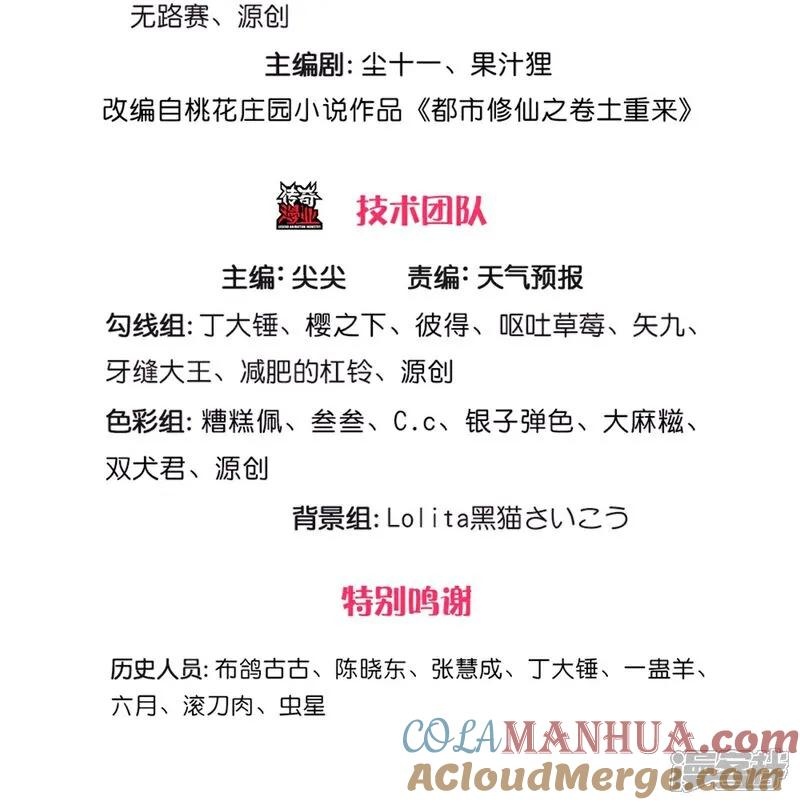 无路赛、源创
主编剧：尘十一、果汁狸
改编自桃花庄园小说作品《都市修仙之卷土重来》
传奇漫业
LEGEND ANIMATION INDUSTRY
技术团队
主编：尖尖 责编：天气预报
勾线组：丁大锤、樱之下、彼得、呕吐草莓、矢九、
牙缝大王、减肥的杠铃、源创
色彩组：糟糕佩、叁叁、C.c、银子弹色、大麻糍、
双犬君、源创
背景组：Lolita黑猫さいこう
特别鸣谢
历史人员：布鸽古古、陈晓东、张慧成、丁大锤、一蛊羊、
六月、滚刀肉、虫星
COLAMANHUA.COM
ACloudMerge.com
漫客栈